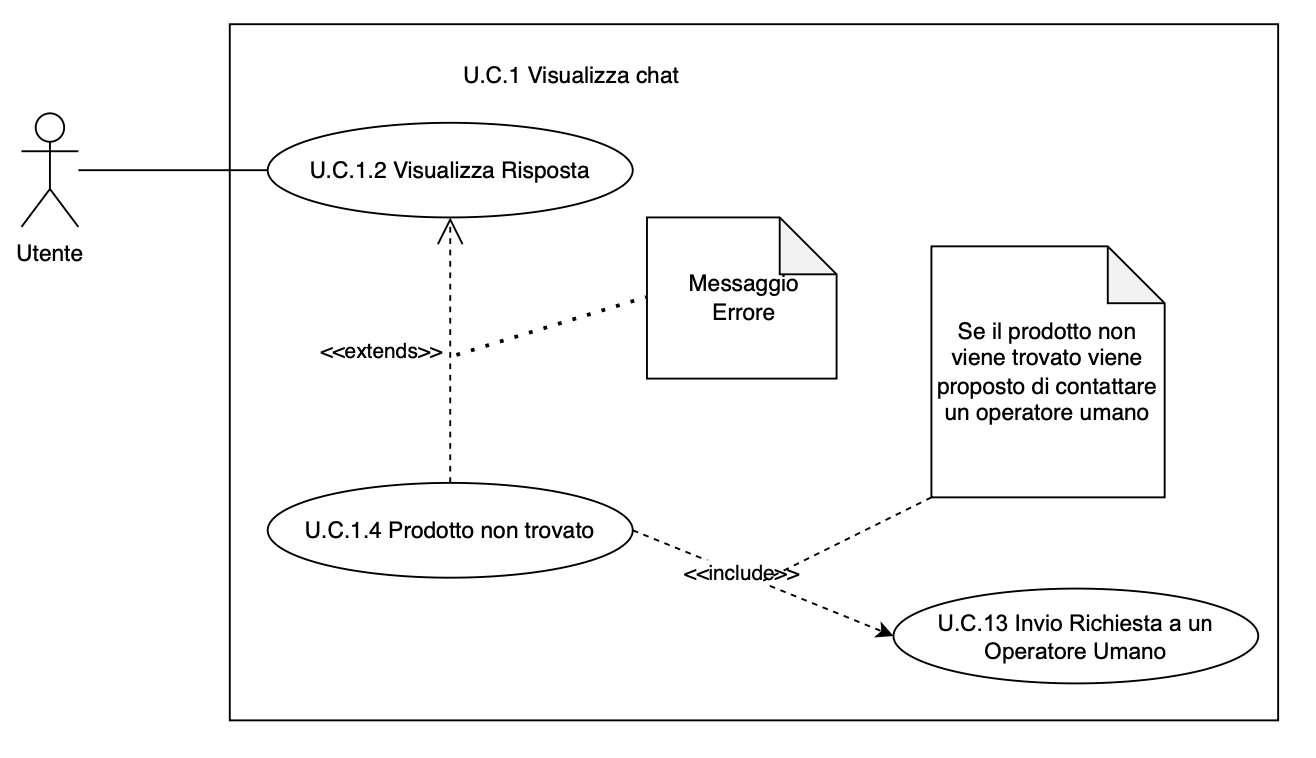 U.C.1 Visualizza chat
U.C.1.2 Visualizza Risposta
Utente
Messaggio
Errore
Se il prodotto non
viene trovato viene
proposto di contattare
un operatore umano
<<extends>>
U.C.1.4 Prodotto non trovato
<<include>>
U.C.13 Invio Richiesta a un
Operatore Umano